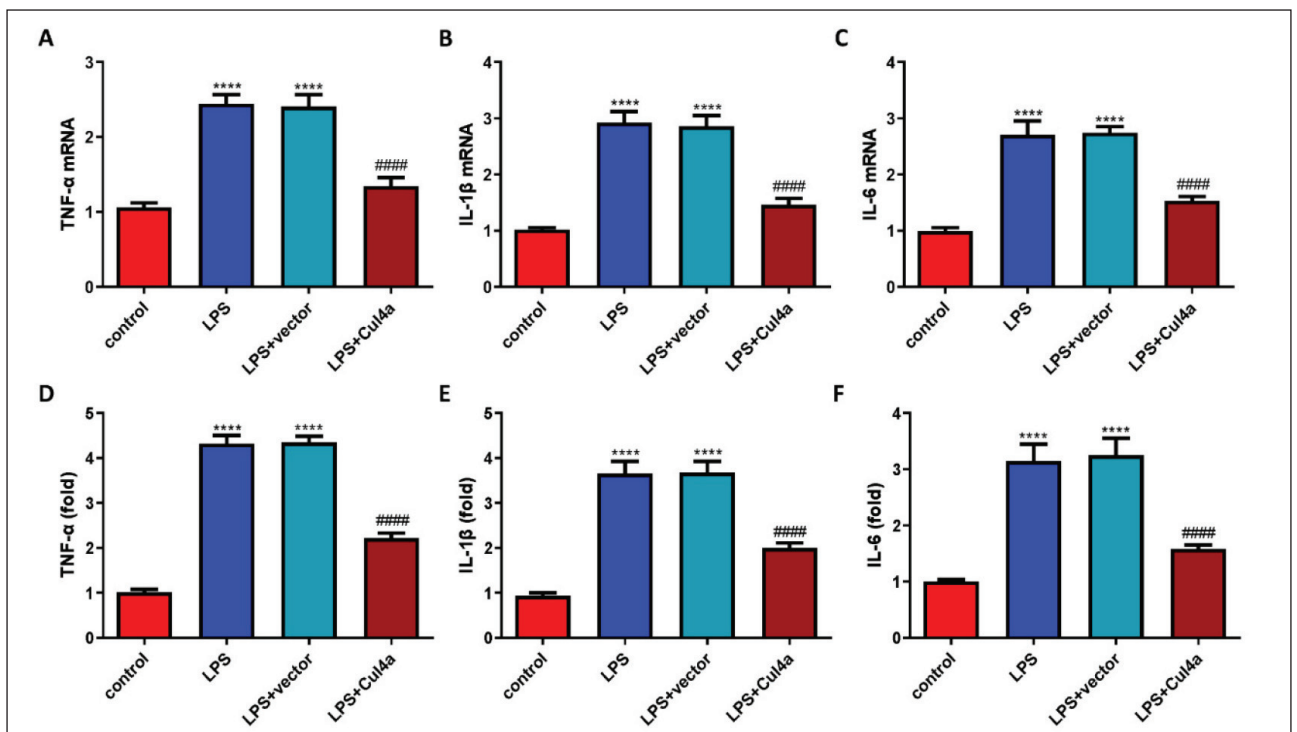 A
TNF-α mRNA
3
2
1
0
****
****
####
control
LPS
LPS+vector
LPS+Cul4a
B
IL-1β mRNA
4
3
2
1
0
****
****
####
control
LPS
LPS+vector
LPS+Cul4a
C
IL-6 mRNA
4
3
2
1
0
****
****
####
control
LPS
LPS+vector
LPS+Cul4a
D
TNF-α (fold)
5
4
3
2
1
0
****
****
####
control
LPS
LPS+vector
LPS+Cul4a
E
IL-1β (fold)
5
4
3
2
1
0
****
****
####
control
LPS
LPS+vector
LPS+Cul4a
F
IL-6 (fold)
4
3
2
1
0
****
****
####
control
LPS
LPS+vector
LPS+Cul4a